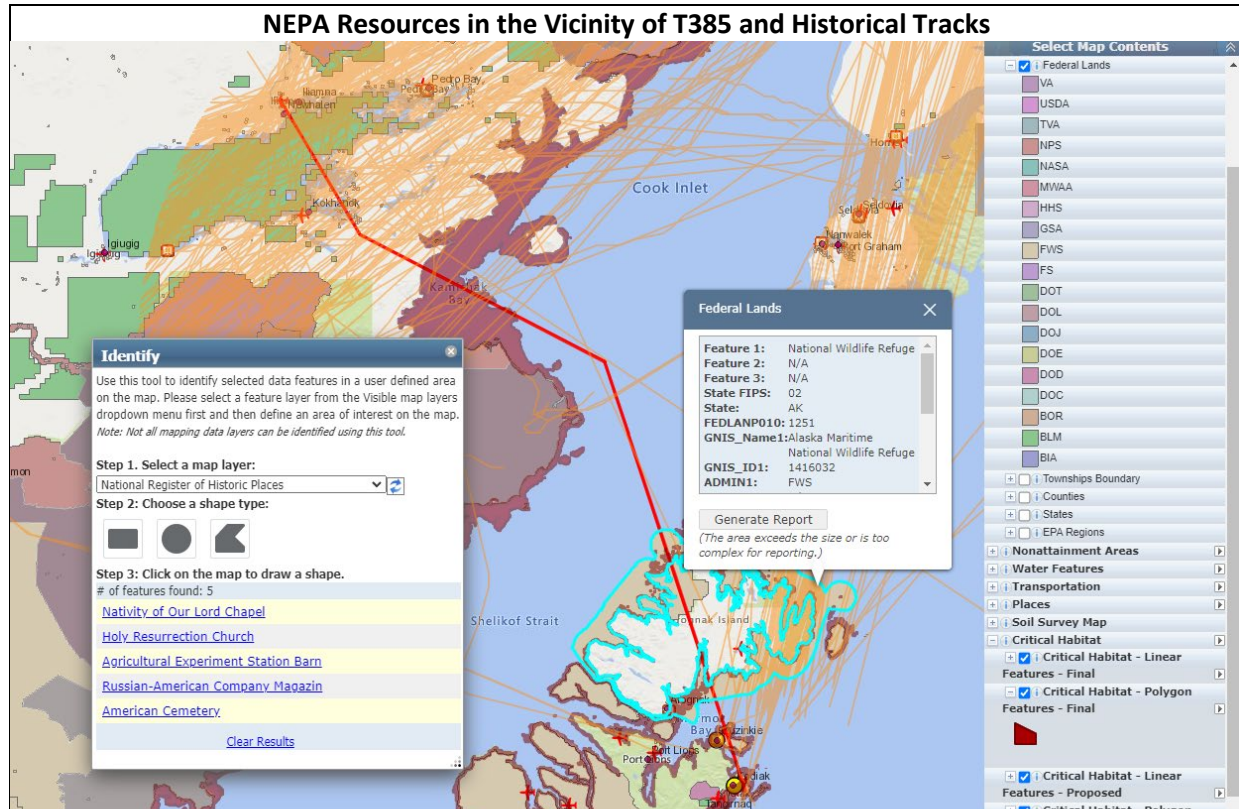 NEPA Resources in the Vicinity of T385 and Historical Tracks
Pedro Bay
Iliamna
Newhalen
Kokhanok
Igiugig
Cook Inlet
Seldovia
Nanwalek
Port Graham
Kamishak
Bay
Shelikof Strait
Port Lions
Identify
Use this tool to identify selected data features in a user defined area
on the map. Please select a feature layer from the Visible map layers
dropdown menu first and then define an area of interest on the map.
Note: Not all mapping data layers can be identified using this tool.
Step 1. Select a map layer:
National Register of Historic Places
Step 2: Choose a shape type:
Step 3: Click on the map to draw a shape.
# of features found: 5
Nativity of Our Lord Chapel
Holy Resurrection Church
Agricultural Experiment Station Barn
Russian-American Company Magazin
American Cemetery
Clear Results
Federal Lands
Feature 1: National Wildlife Refuge
Feature 2: N/A
Feature 3: N/A
State FIPS: 02
State: AK
FEDLANP010: 1251
GNIS_Name1:Alaska Maritime
National Wildlife Refuge
GNIS_ID1: 1416032
ADMIN1: FWS
Generate Report
(The area exceeds the size or is too
complex for reporting.)
Select Map Contents
Federal Lands
VA
USDA
TVA
NPS
NASA
MWAA
HHS
GSA
FWS
FS
DOT
DOL
DOJ
DOE
DOD
DOC
BOR
BLM
BIA
Townships Boundary
Counties
States
EPA Regions
Nonattainment Areas
Water Features
Transportation
Places
Soil Survey Map
Critical Habitat
Critical Habitat - Linear
Features - Final
Critical Habitat - Polygon
Features - Final
Critical Habitat - Linear
Features - Proposed
Critical Habitat - Polygon